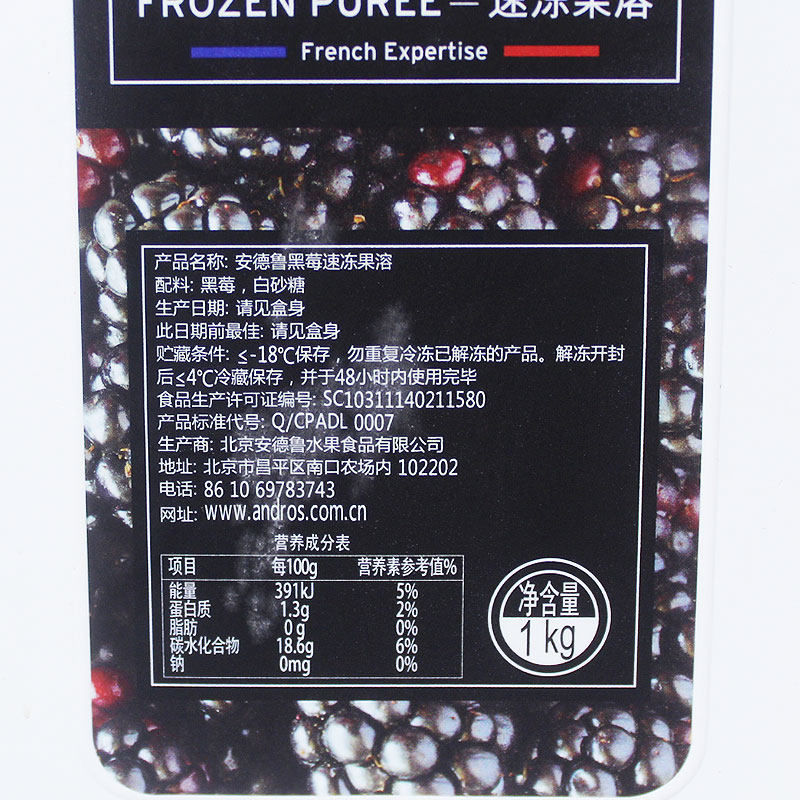 FROZEN PUREE — 速冻果溶
French Expertise
产品名称: 安德鲁黑莓速冻果溶
配料: 黑莓，白砂糖
生产日期: 请见盒身
此日期前最佳: 请见盒身
贮藏条件: ≤-18℃保存，勿重复冷冻已解冻的产品。解冻开封
后≤4℃冷藏保存，并于48小时内使用完毕
食品生产许可证编号: SC10311140211580
产品标准代号: Q/CPADL 0007
生产商: 北京安德鲁水果食品有限公司
地址: 北京市昌平区南口农场内 102202
电话: 86 10 69783743
网址: www.andros.com.cn
营养成分表
项目 每100g 营养素参考值%
能量 391kJ 5%
蛋白质 1.3g 2%
脂肪 0g 0%
碳水化合物 18.6g 6%
钠 0mg 0%
净含量
1kg